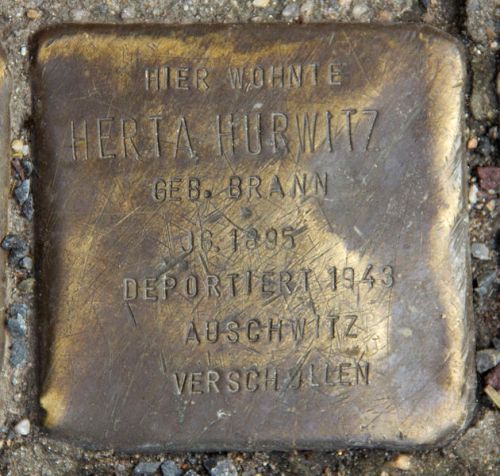 HIER WOHNTE
HERTA HURWITZ
GEB. BRANN
JG. 1895
DEPORTIERT 1943
AUSCHWITZ
VERSCHOLLEN